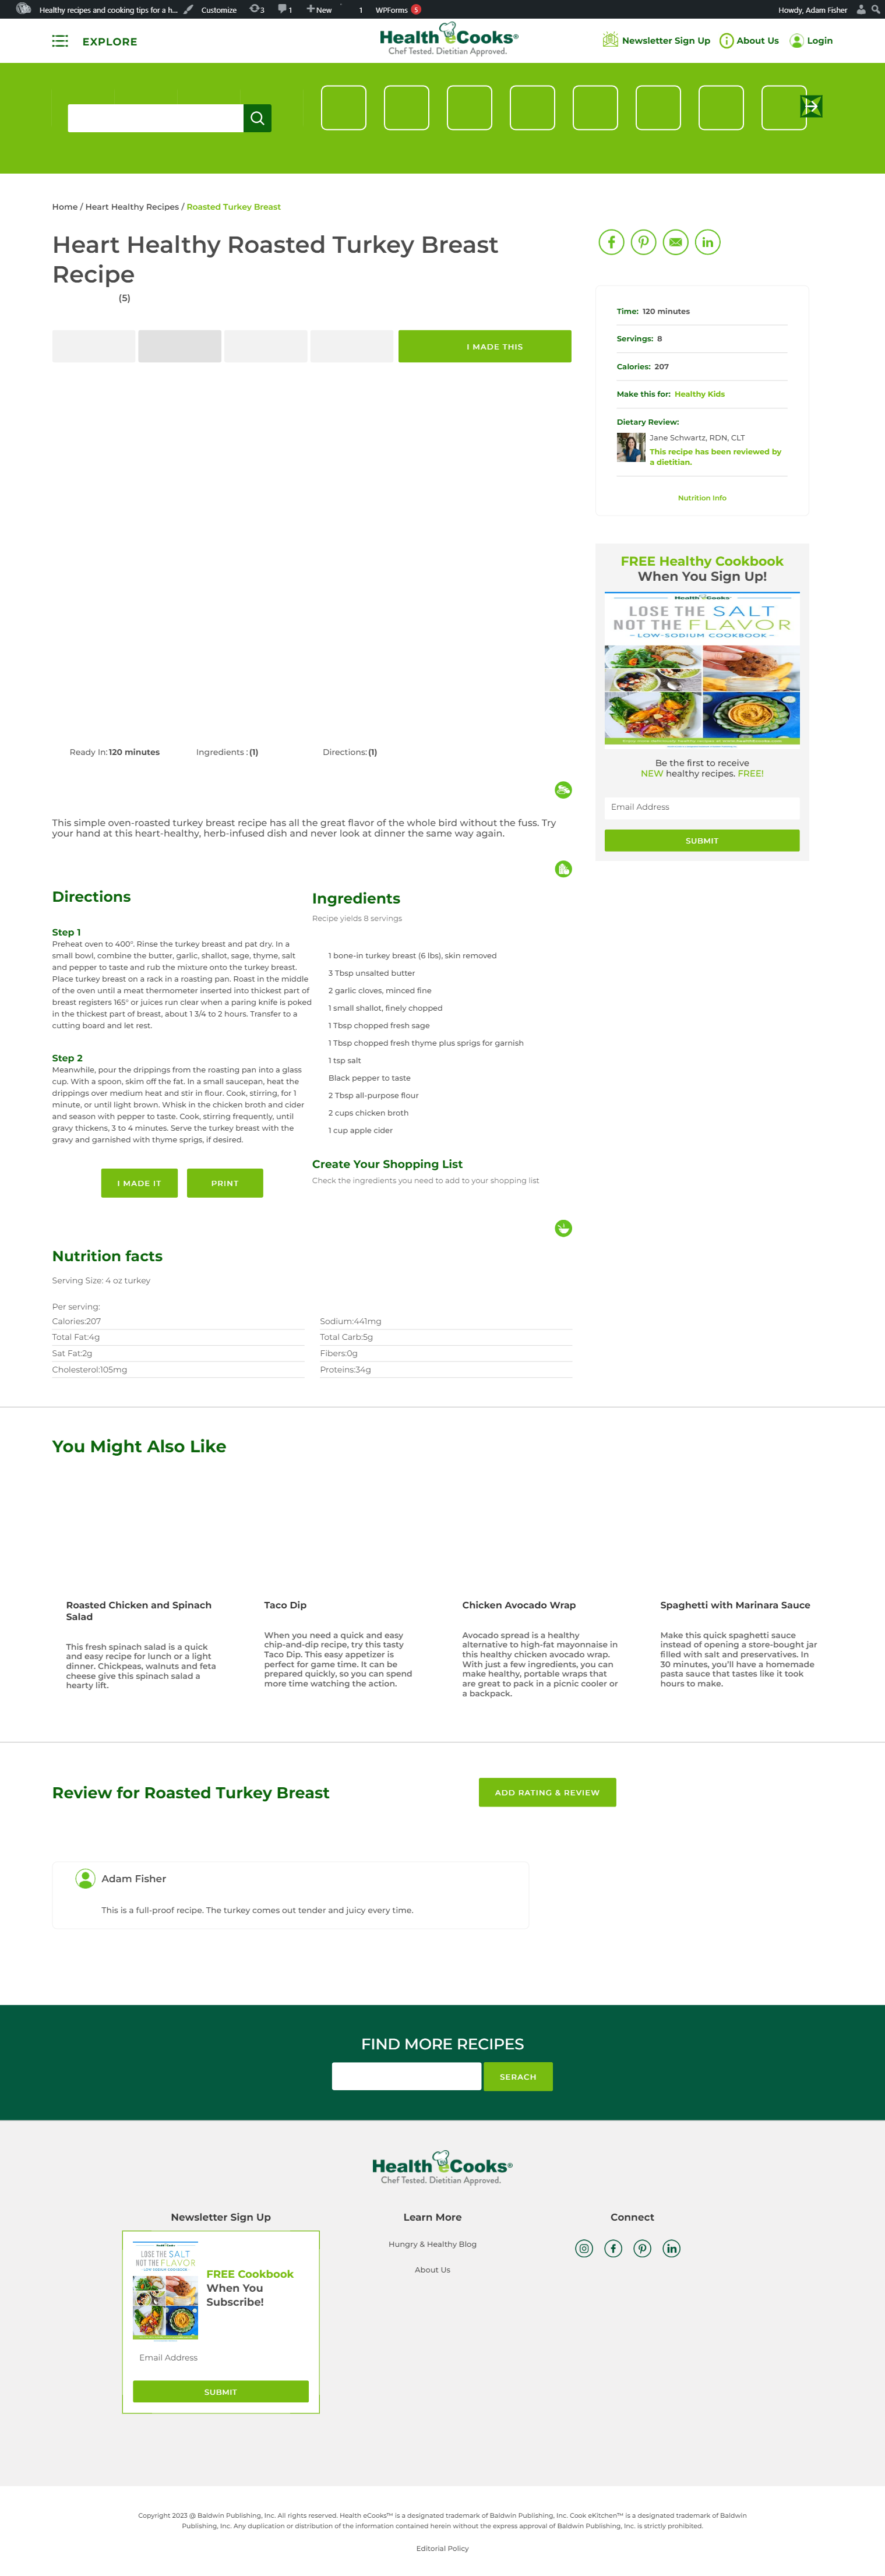 Healthy recipes and cooking tips for a h... Customize 3 1 New 1 WPForms 5 Howdy, Adam Fisher
EXPLORE
Health eCooks®
Chef Tested. Dietitian Approved.
Newsletter Sign Up About Us Login
Home / Heart Healthy Recipes / Roasted Turkey Breast
Heart Healthy Roasted Turkey Breast
Recipe
(5)
I MADE THIS
Time: 120 minutes
Servings: 8
Calories: 207
Make this for: Healthy Kids
Dietary Review:
Jane Schwartz, RDN, CLT
This recipe has been reviewed by
a dietitian.
Nutrition Info
FREE Healthy Cookbook
When You Sign Up!
Health eCooks
LOSE THE SALT
NOT THE FLAVOR
– LOW-SODIUM COOKBOOK –
Be the first to receive
NEW healthy recipes. FREE!
Email Address
SUBMIT
Ready In: 120 minutes Ingredients : (1) Directions: (1)
This simple oven-roasted turkey breast recipe has all the great flavor of the whole bird without the fuss. Try
your hand at this heart-healthy, herb-infused dish and never look at dinner the same way again.
Directions
Step 1
Preheat oven to 400°. Rinse the turkey breast and pat dry. In a
small bowl, combine the butter, garlic, shallot, sage, thyme, salt
and pepper to taste and rub the mixture onto the turkey breast.
Place turkey breast on a rack in a roasting pan. Roast in the middle
of the oven until a meat thermometer inserted into thickest part of
breast registers 165° or juices run clear when a paring knife is poked
in the thickest part of breast, about 1 3/4 to 2 hours. Transfer to a
cutting board and let rest.
Step 2
Meanwhile, pour the drippings from the roasting pan into a glass
cup. With a spoon, skim off the fat. In a small saucepan, heat the
drippings over medium heat and stir in flour. Cook, stirring, for 1
minute, or until light brown. Whisk in the chicken broth and cider
and season with pepper to taste. Cook, stirring frequently, until
gravy thickens, 3 to 4 minutes. Serve the turkey breast with the
gravy and garnished with thyme sprigs, if desired.
I MADE IT PRINT
Ingredients
Recipe yields 8 servings
1 bone-in turkey breast (6 lbs), skin removed
3 Tbsp unsalted butter
2 garlic cloves, minced fine
1 small shallot, finely chopped
1 Tbsp chopped fresh sage
1 Tbsp chopped fresh thyme plus sprigs for garnish
1 tsp salt
Black pepper to taste
2 Tbsp all-purpose flour
2 cups chicken broth
1 cup apple cider
Create Your Shopping List
Check the ingredients you need to add to your shopping list
Nutrition facts
Serving Size: 4 oz turkey
Per serving:
Calories:207
Total Fat:4g
Sat Fat:2g
Cholesterol:105mg
Sodium:441mg
Total Carb:5g
Fibers:0g
Proteins:34g
You Might Also Like
Roasted Chicken and Spinach
Salad
This fresh spinach salad is a quick
and easy recipe for lunch or a light
dinner. Chickpeas, walnuts and feta
cheese give this spinach salad a
hearty lift.
Taco Dip
When you need a quick and easy
chip-and-dip recipe, try this tasty
Taco Dip. This easy appetizer is
perfect for game time. It can be
prepared quickly, so you can spend
more time watching the action.
Chicken Avocado Wrap
Avocado spread is a healthy
alternative to high-fat mayonnaise in
this healthy chicken avocado wrap.
With just a few ingredients, you can
make healthy, portable wraps that
are great to pack in a picnic cooler or
a backpack.
Spaghetti with Marinara Sauce
Make this quick spaghetti sauce
instead of opening a store-bought jar
filled with salt and preservatives. In
30 minutes, you'll have a homemade
pasta sauce that tastes like it took
hours to make.
Review for Roasted Turkey Breast
ADD RATING & REVIEW
Adam Fisher
This is a full-proof recipe. The turkey comes out tender and juicy every time.
FIND MORE RECIPES
SERACH
Health eCooks®
Chef Tested. Dietitian Approved.
Newsletter Sign Up
LOSE THE SALT
NOT THE FLAVOR
FREE Cookbook
When You
Subscribe!
Email Address
SUBMIT
Learn More
Hungry & Healthy Blog
About Us
Connect
Copyright 2023 @ Baldwin Publishing, Inc. All rights reserved. Health eCooks™ is a designated trademark of Baldwin Publishing, Inc. Cook eKitchen™ is a designated trademark of Baldwin
Publishing, Inc. Any duplication or distribution of the information contained herein without the express approval of Baldwin Publishing, Inc. is strictly prohibited.
Editorial Policy